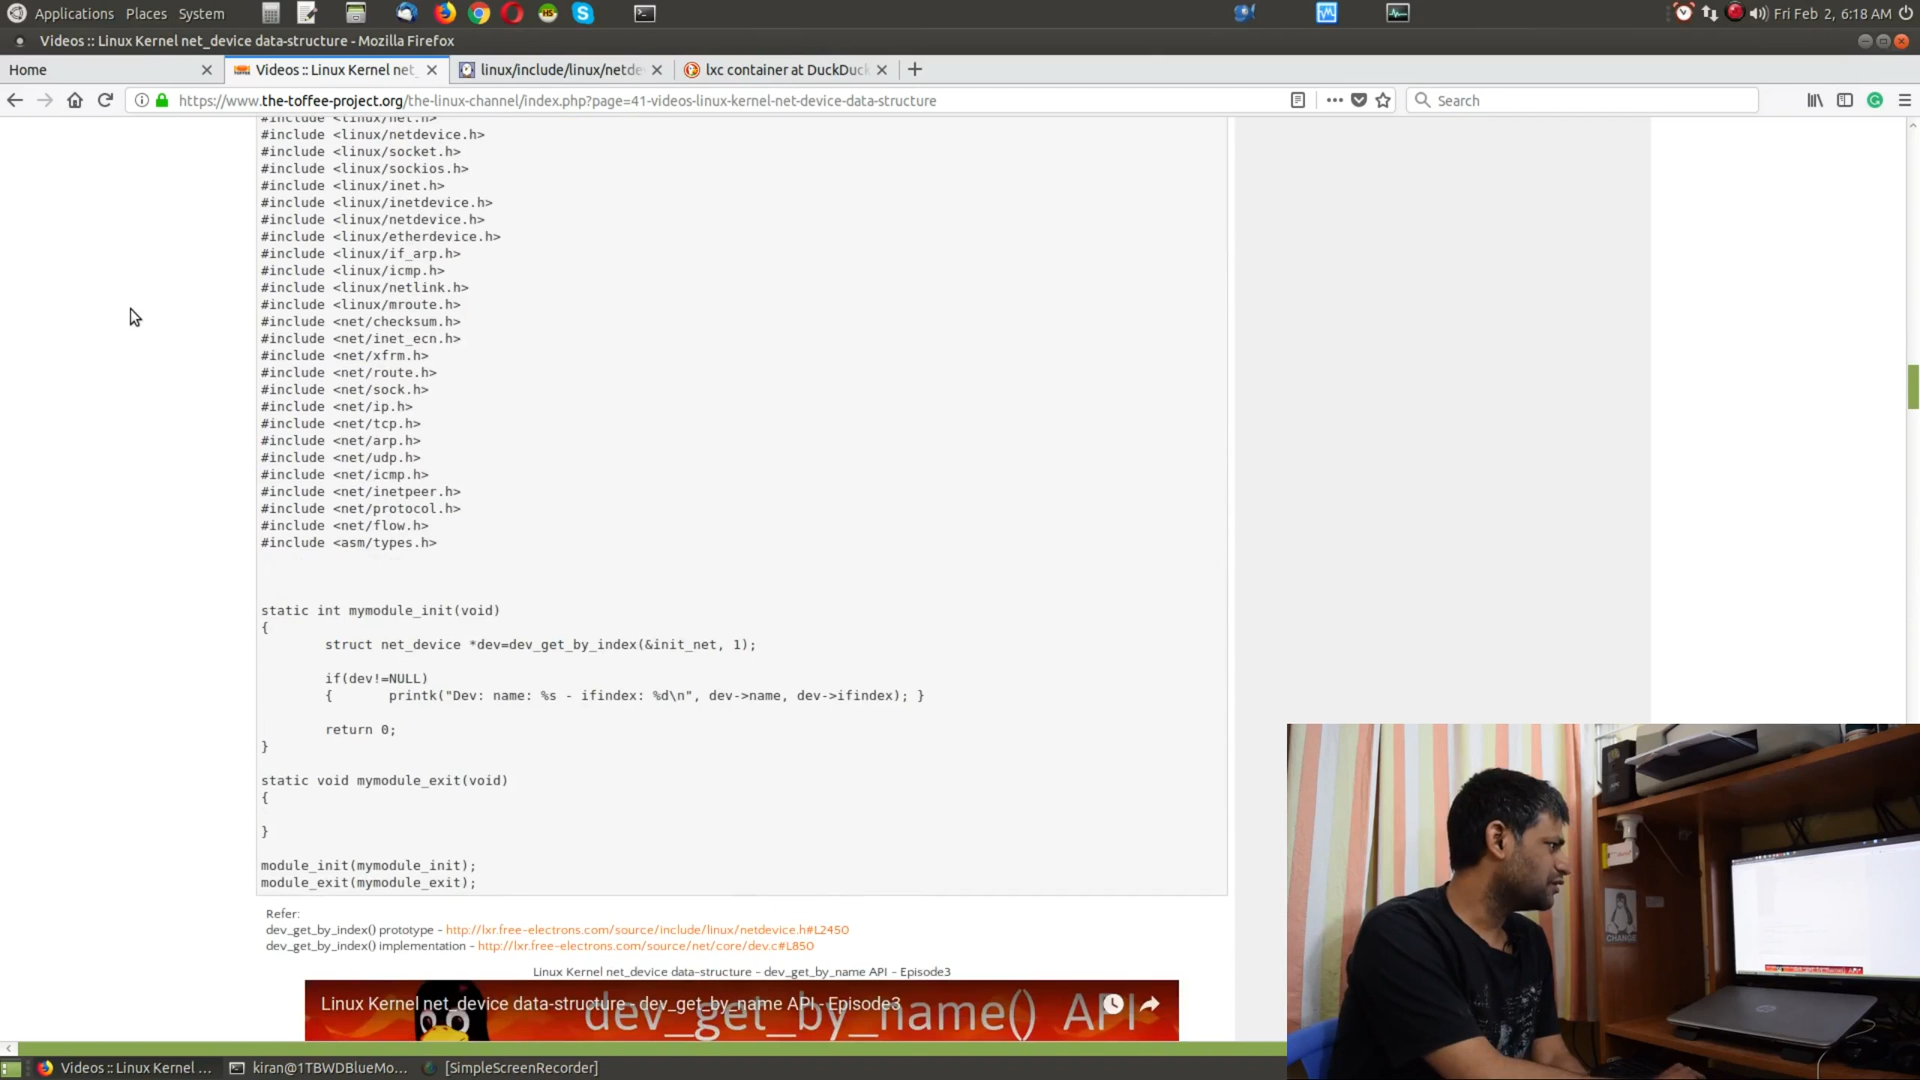 Applications Places System
Fri Feb 2, 6:18 AM
Videos :: Linux Kernel net_device data-structure - Mozilla Firefox
Home
Videos :: Linux Kernel net_
linux/include/linux/netde
lxc container at DuckDuc
https://www.the-toffee-project.org/the-linux-channel/index.php?page=41-videos-linux-kernel-net-device-data-structure
Search
#include <linux/net.h>
#include <linux/netdevice.h>
#include <linux/socket.h>
#include <linux/sockios.h>
#include <linux/inet.h>
#include <linux/inetdevice.h>
#include <linux/netdevice.h>
#include <linux/etherdevice.h>
#include <linux/if_arp.h>
#include <linux/icmp.h>
#include <linux/netlink.h>
#include <linux/mroute.h>
#include <net/checksum.h>
#include <net/inet_ecn.h>
#include <net/xfrm.h>
#include <net/route.h>
#include <net/sock.h>
#include <net/ip.h>
#include <net/tcp.h>
#include <net/arp.h>
#include <net/udp.h>
#include <net/icmp.h>
#include <net/inetpeer.h>
#include <net/protocol.h>
#include <net/flow.h>
#include <asm/types.h>
static int mymodule_init(void)
{
struct net_device *dev=dev_get_by_index(&init_net, 1);
if(dev!=NULL)
{ printk("Dev: name: %s - ifindex: %d\n", dev->name, dev->ifindex); }
return 0;
}
static void mymodule_exit(void)
{
}
module_init(mymodule_init);
module_exit(mymodule_exit);
Refer:
dev_get_by_index() prototype - http://lxr.free-electrons.com/source/include/linux/netdevice.h#L2450
dev_get_by_index() implementation - http://lxr.free-electrons.com/source/net/core/dev.c#L850
Linux Kernel net_device data-structure - dev_get_by_name API - Episode3
Linux Kernel net_device data-structure - dev_get_by_name API - Episode3
dev_get_by_name() API
CHANGE
Videos :: Linux Kernel ...
kiran@1TBWDBlueMo...
[SimpleScreenRecorder]